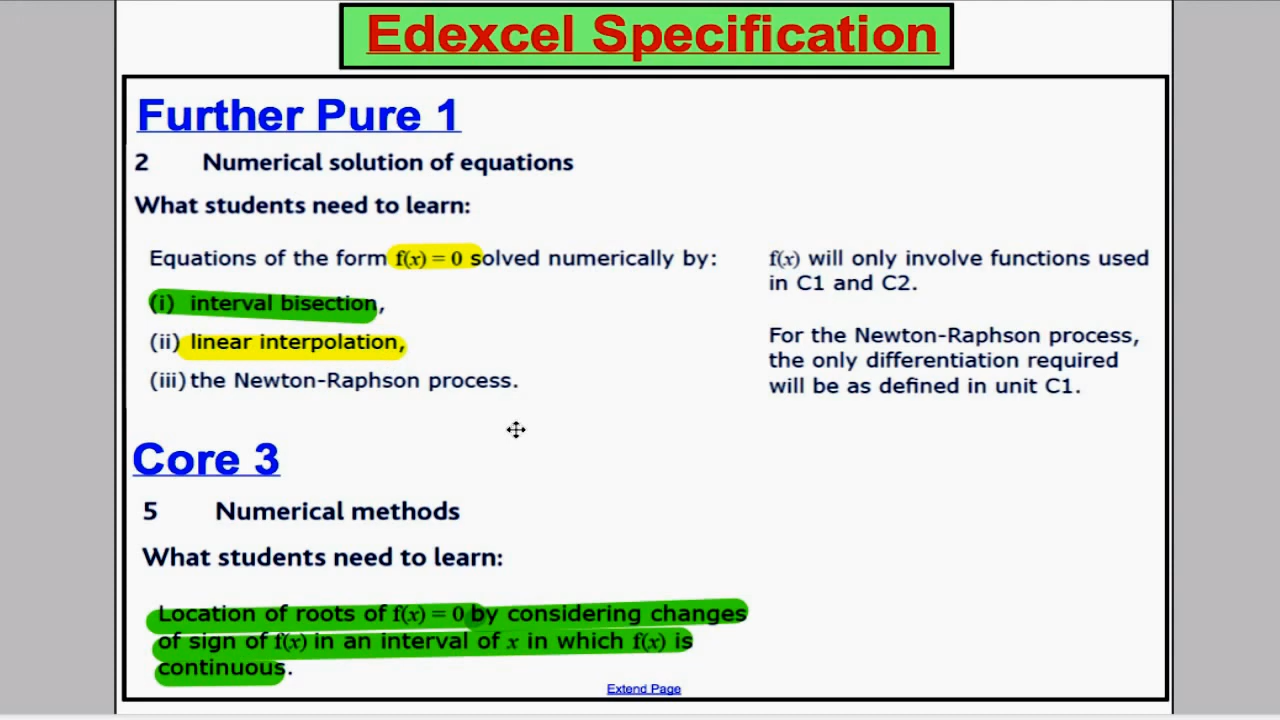 Edexcel Specification
Further Pure 1
2 Numerical solution of equations
What students need to learn:
Equations of the form f(x) = 0 solved numerically by:
(i) interval bisection,
(ii) linear interpolation,
(iii) the Newton-Raphson process.
f(x) will only involve functions used
in C1 and C2.
For the Newton-Raphson process,
the only differentiation required
will be as defined in unit C1.
Core 3
5 Numerical methods
What students need to learn:
Location of roots of f(x) = 0 by considering changes
of sign of f(x) in an interval of x in which f(x) is
continuous.
Extend Page